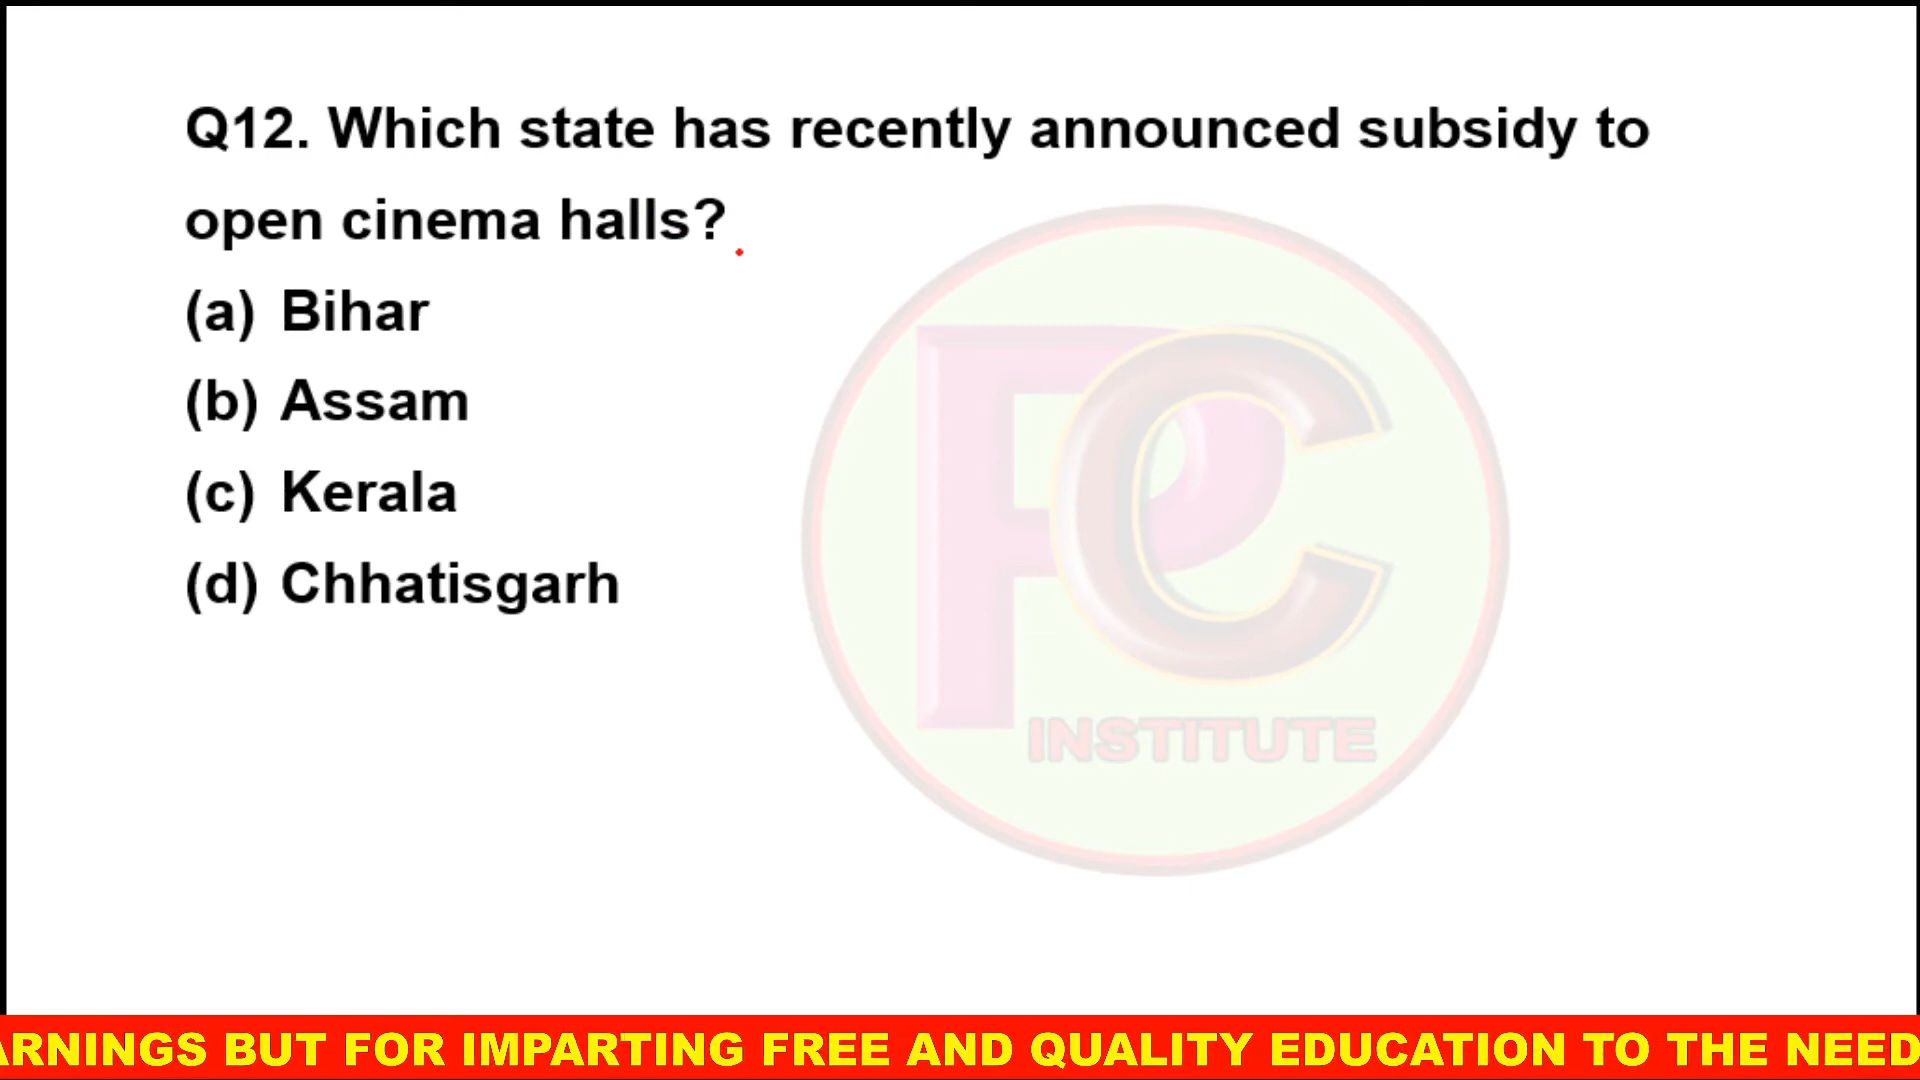 Q12. Which state has recently announced subsidy to
open cinema halls?
(a) Bihar
(b) Assam
(c) Kerala
(d) Chhatisgarh
PC
INSTITUTE
ARNINGS BUT FOR IMPARTING FREE AND QUALITY EDUCATION TO THE NEED